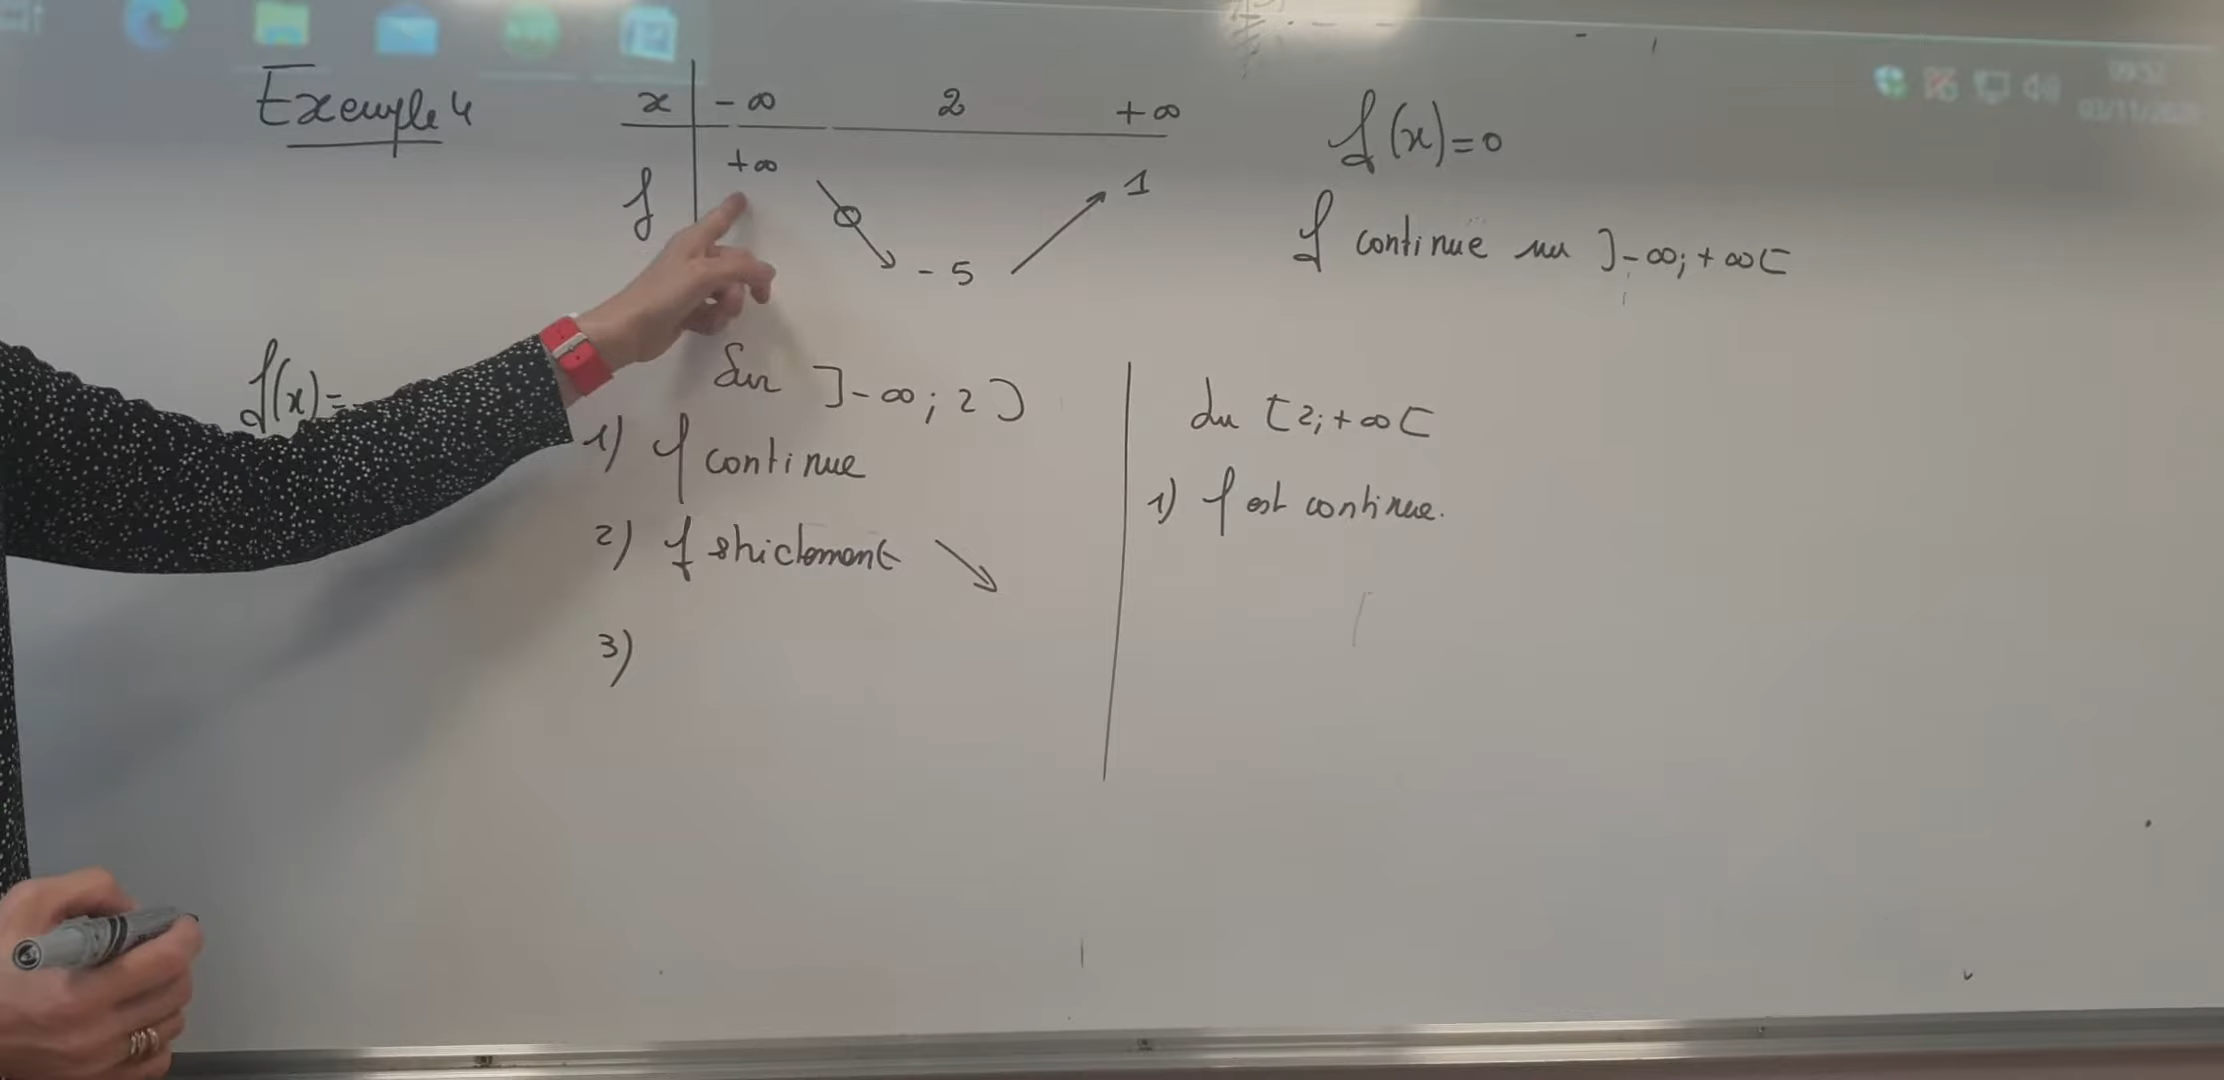 Exemple 4
x -∞ 2 +∞
f +∞ -5 1
f(x)=0
f continue sur ]-∞; +∞[
f(x)=
Sur ]-∞; 2]
1) f continue
2) f strictement ↘
3)
Sur [2; +∞[
1) f est continue.